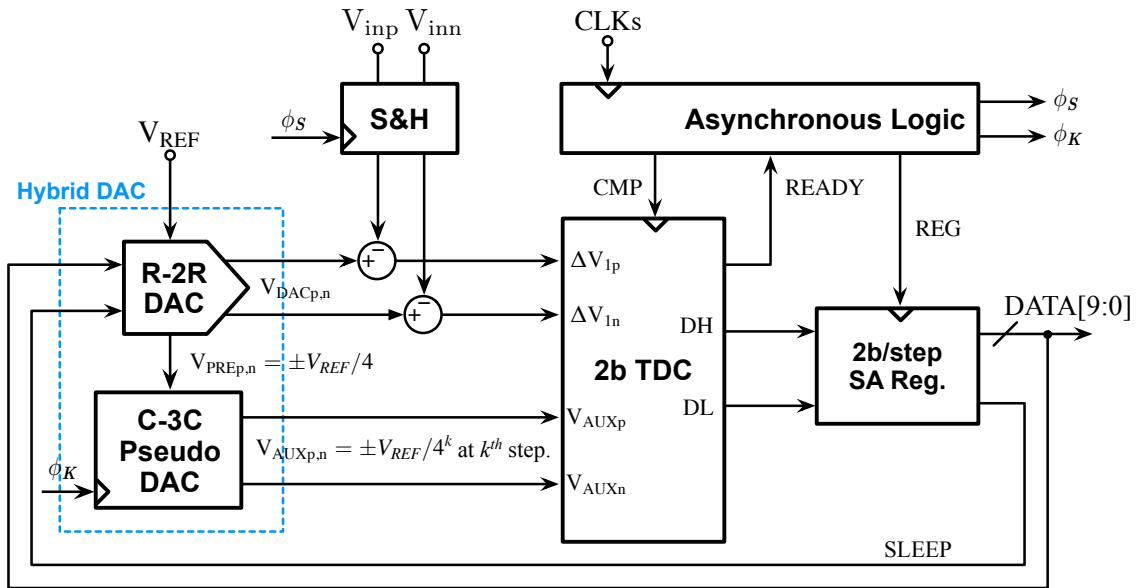 V_inp V_inn
CLKs
S&H
ϕ_S
Asynchronous Logic
ϕ_S
ϕ_K
V_REF
Hybrid DAC
CMP
READY
REG
R-2R
DAC
V_DACp,n
+ −
+ −
ΔV_1p
ΔV_1n
V_AUXp
V_AUXn
2b TDC
DH
DL
2b/step
SA Reg.
DATA[9:0]
V_PREp,n = ±V_REF/4
C-3C
Pseudo
DAC
ϕ_K
V_AUXp,n = ±V_REF/4^k at k^th step.
SLEEP